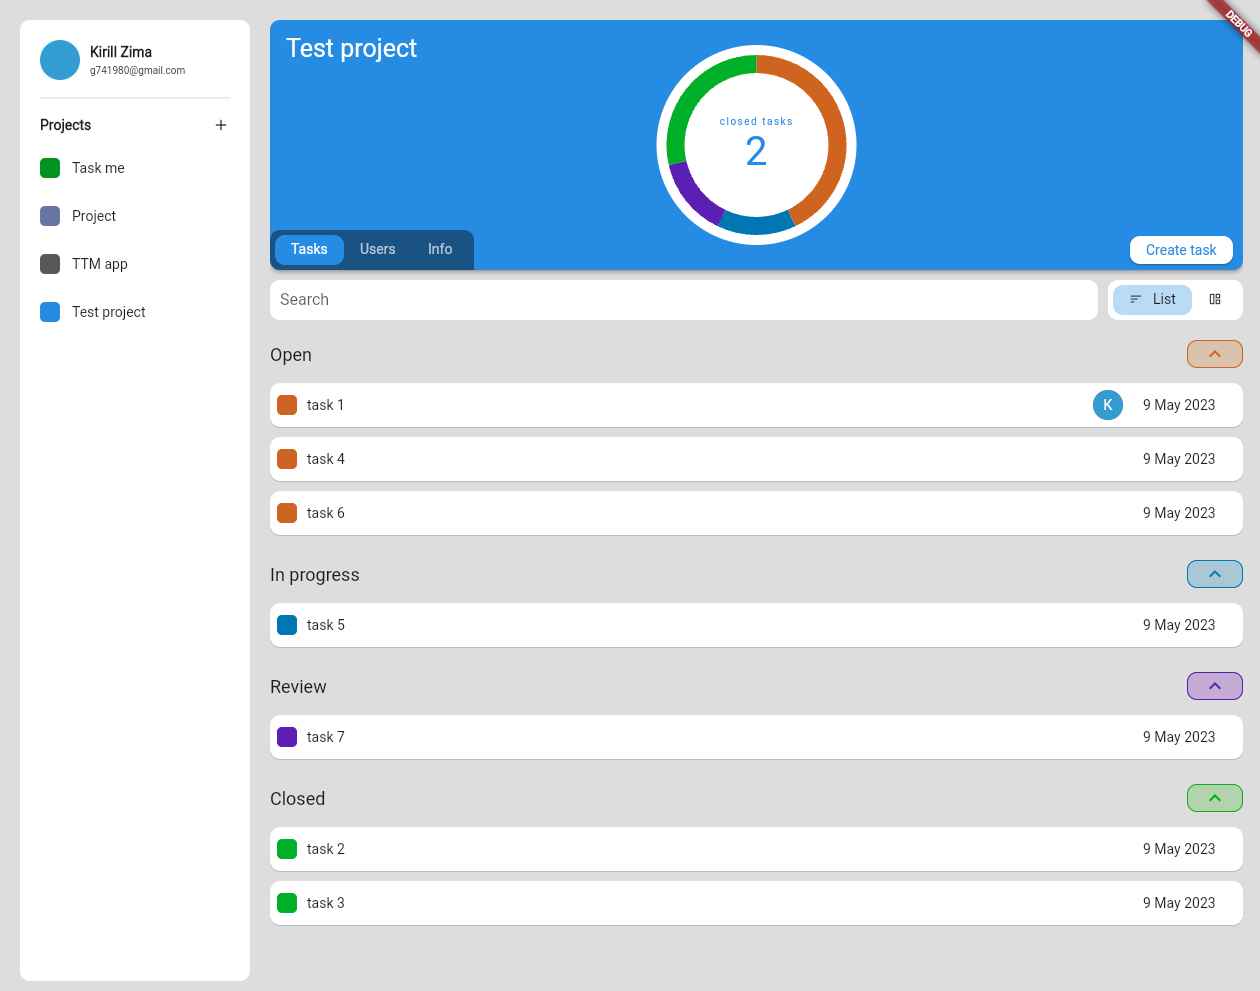 Kirill Zima
g741980@gmail.com
Projects
Task me
Project
TTM app
Test project
DEBUG
Test project
closed tasks
2
Tasks
Users
Info
Create task
Search
List
Open
task 1
K
9 May 2023
task 4
9 May 2023
task 6
9 May 2023
In progress
task 5
9 May 2023
Review
task 7
9 May 2023
Closed
task 2
9 May 2023
task 3
9 May 2023